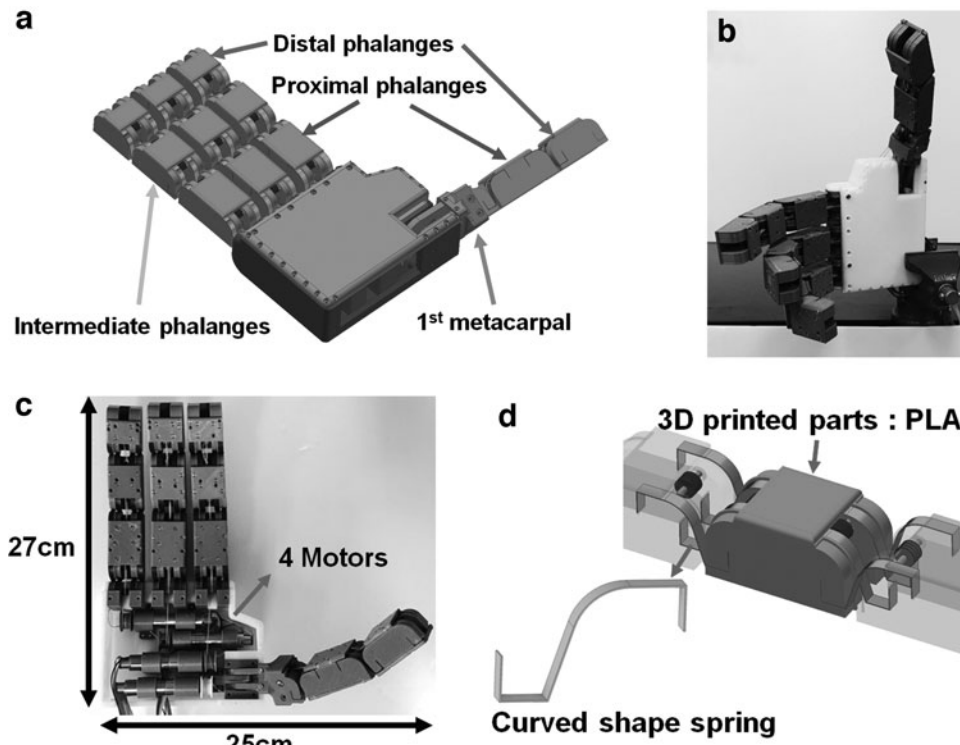 a
Distal phalanges
Proximal phalanges
Intermediate phalanges
1st metacarpal
b
c
27cm
4 Motors
25cm
d
3D printed parts : PLA
Curved shape spring